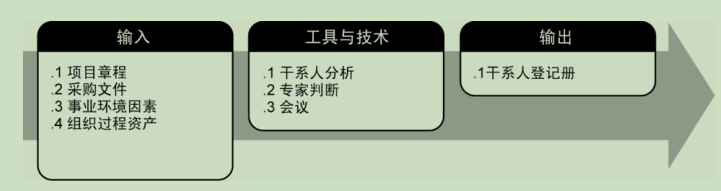 输入
.1 项目章程
.2 采购文件
.3 事业环境因素
.4 组织过程资产
工具与技术
.1 干系人分析
.2 专家判断
.3 会议
输出
.1干系人登记册